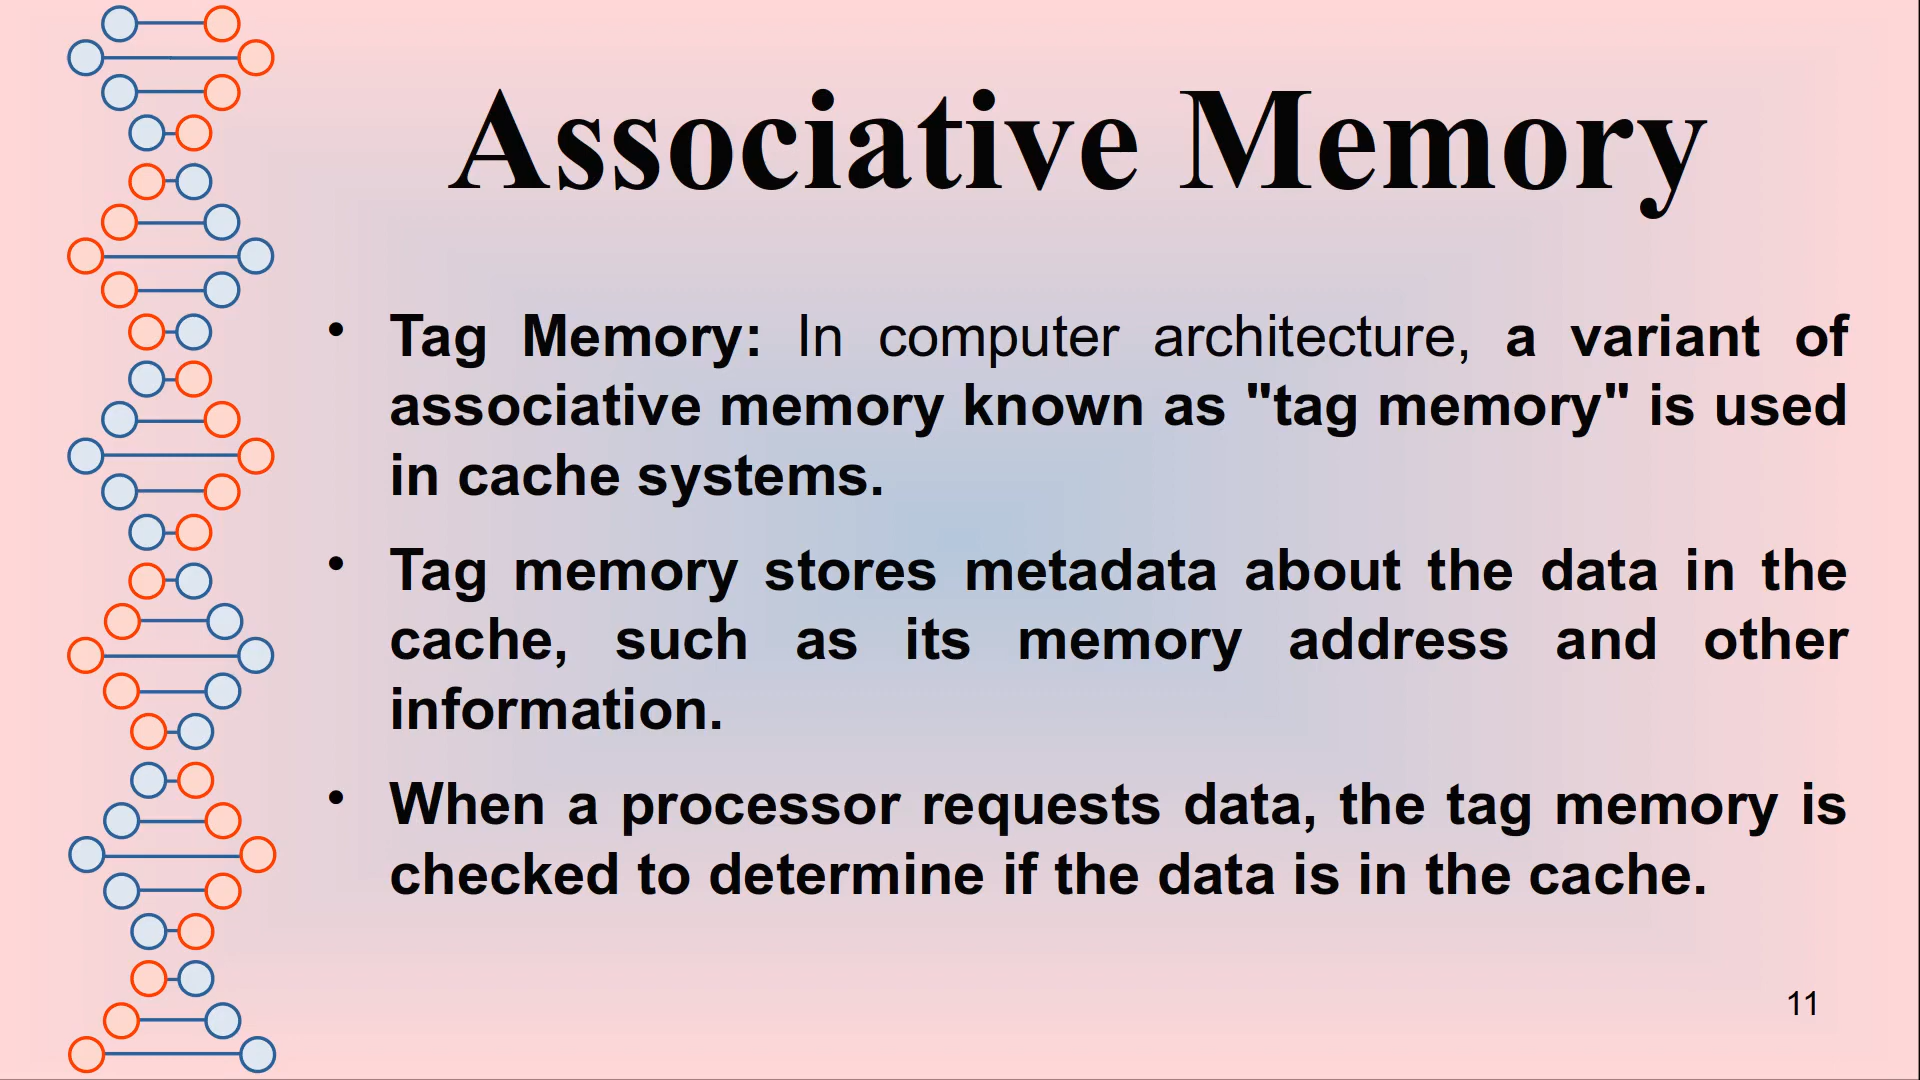 Associative Memory
• Tag Memory: In computer architecture, a variant of
associative memory known as "tag memory" is used
in cache systems.
• Tag memory stores metadata about the data in the
cache, such as its memory address and other
information.
• When a processor requests data, the tag memory is
checked to determine if the data is in the cache.
11